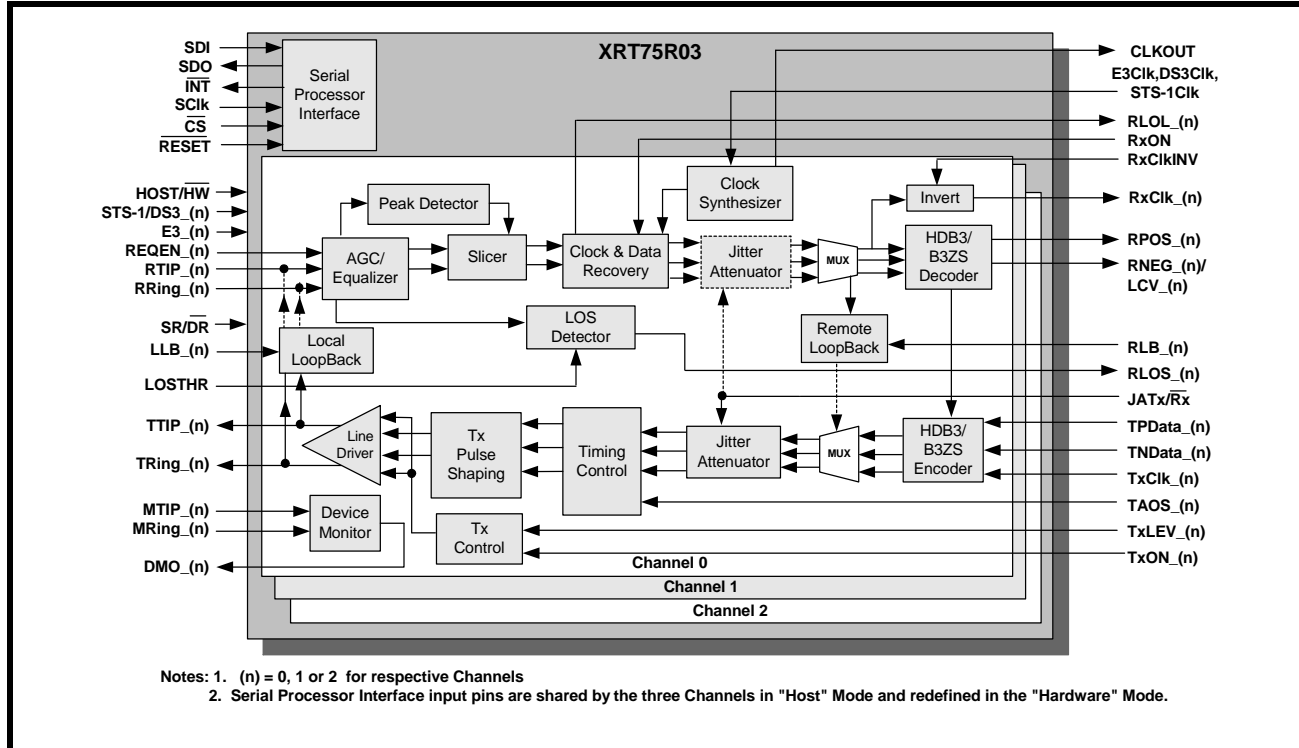 XRT75R03
SDI
SDO
INT
SClk
CS
RESET
Serial
Processor
Interface
CLKOUT
E3Clk,DS3Clk,
STS-1Clk
RLOL_(n)
RxON
RxClkINV
RxClk_(n)
RPOS_(n)
RNEG_(n)/
LCV_(n)
RLB_(n)
RLOS_(n)
JATx/Rx
TPData_(n)
TNData_(n)
TxClk_(n)
TAOS_(n)
TxLEV_(n)
TxON_(n)
HOST/HW
STS-1/DS3_(n)
E3_(n)
REQEN_(n)
RTIP_(n)
RRing_(n)
SR/DR
LLB_(n)
LOSTHR
TTIP_(n)
TRing_(n)
MTIP_(n)
MRing_(n)
DMO_(n)
Peak Detector
Clock
Synthesizer
Invert
AGC/
Equalizer
Slicer
Clock & Data
Recovery
Jitter
Attenuator
MUX
HDB3/
B3ZS
Decoder
LOS
Detector
Remote
LoopBack
Local
LoopBack
Line
Driver
Tx
Pulse
Shaping
Timing
Control
Jitter
Attenuator
MUX
HDB3/
B3ZS
Encoder
Device
Monitor
Tx
Control
Channel 0
Channel 1
Channel 2
Notes: 1. (n) = 0, 1 or 2 for respective Channels
2. Serial Processor Interface input pins are shared by the three Channels in "Host" Mode and redefined in the "Hardware" Mode.